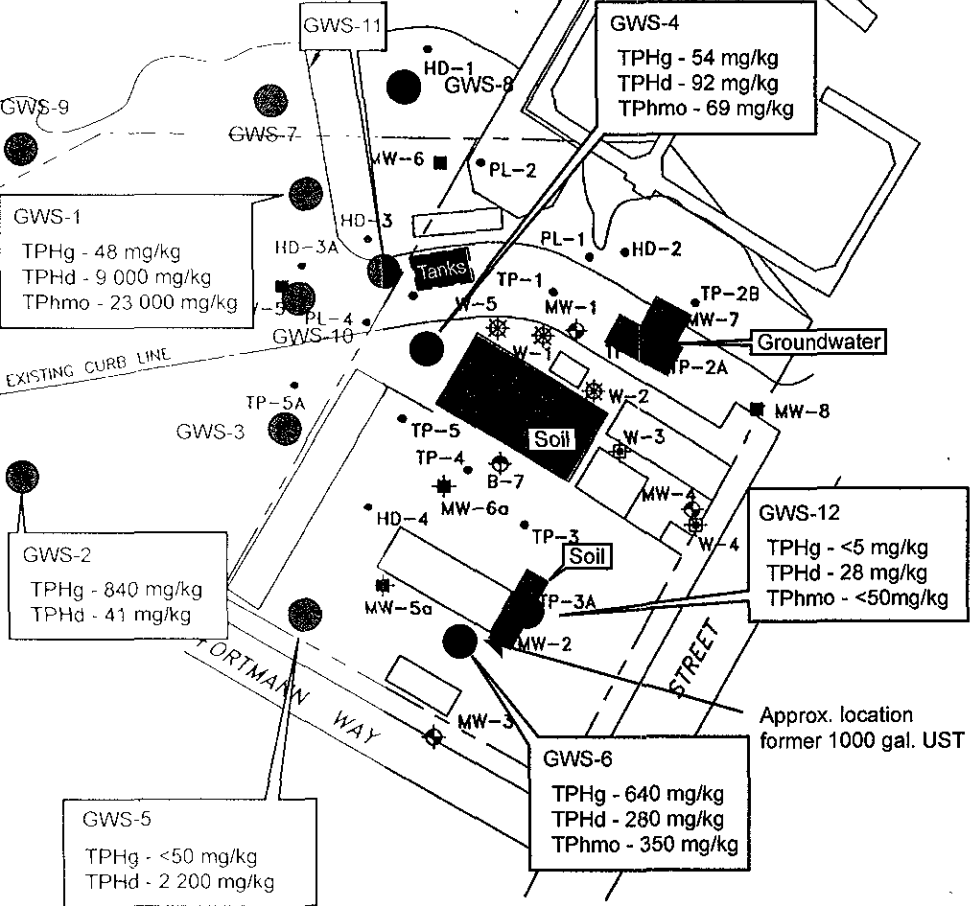 GWS-11
GWS-4
TPHg - 54 mg/kg
TPHd - 92 mg/kg
TPhmo - 69 mg/kg
HD-1
GWS-8
GWS-9
GWS-7
MW-6
PL-2
GWS-1
TPHg - 48 mg/kg
TPHd - 9 000 mg/kg
TPhmo - 23 000 mg/kg
HD-3
HD-3A
Tanks
PL-1
HD-2
TP-1
TP-2B
W-5
MW-1
MW-7
PL-4
GWS-10
W-1
Groundwater
TP-2A
EXISTING CURB LINE
W-2
TP-5A
MW-8
GWS-3
TP-5
Soil
W-3
TP-4
B-7
MW-6a
MW-4
HD-4
W-4
TP-3
GWS-12
TPHg - <5 mg/kg
TPHd - 28 mg/kg
TPhmo - <50mg/kg
GWS-2
TPHg - 840 mg/kg
TPHd - 41 mg/kg
Soil
MW-5a
TP-3A
MW-2
STREET
FORTMANN WAY
MW-3
Approx. location
former 1000 gal. UST
GWS-6
TPHg - 640 mg/kg
TPHd - 280 mg/kg
TPhmo - 350 mg/kg
GWS-5
TPHg - <50 mg/kg
TPHd - 2 200 mg/kg